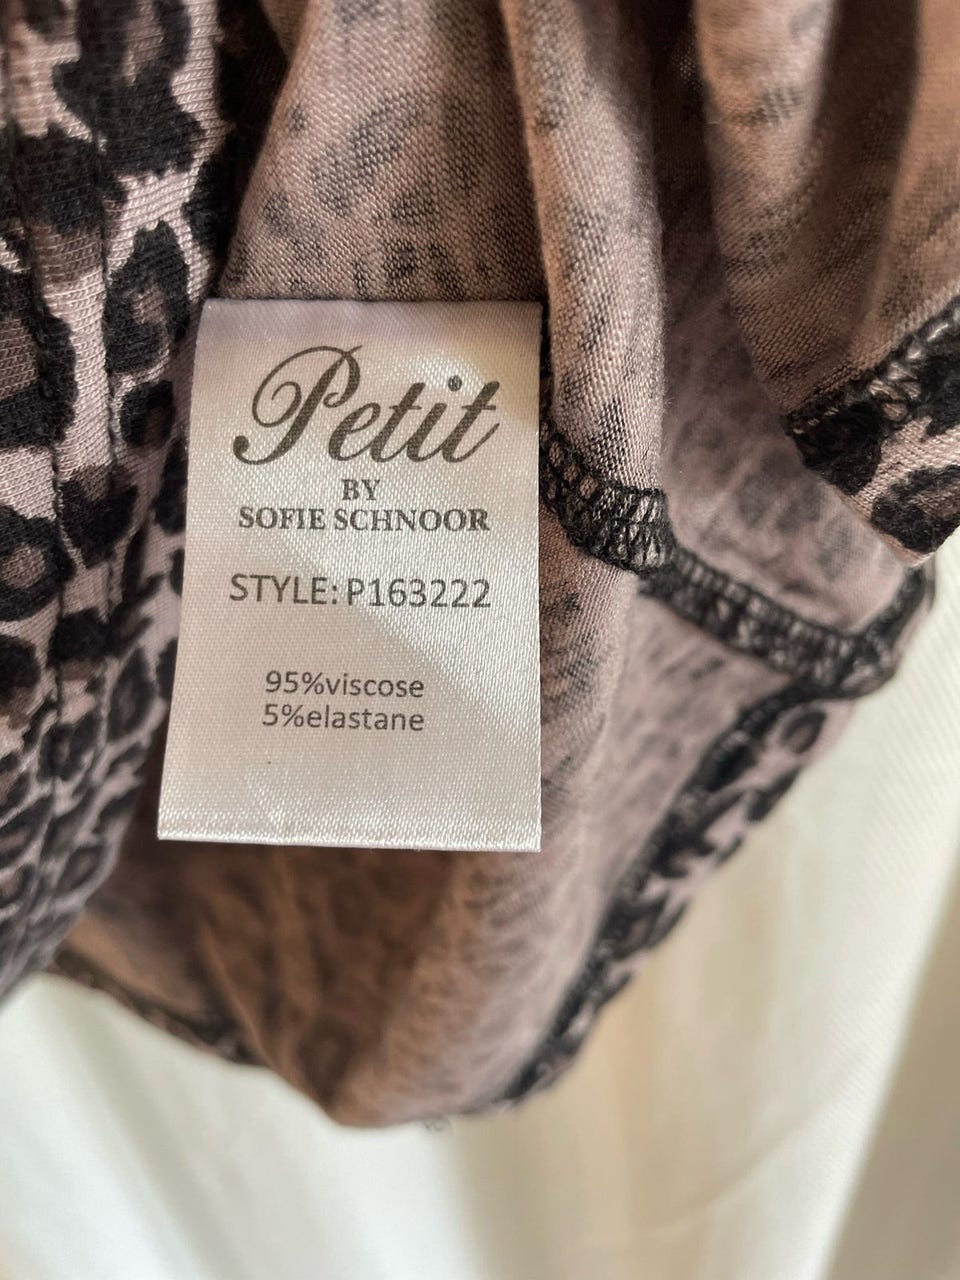 Petit
BY
SOFIE SCHNOOR
STYLE: P163222
95%viscose
5%elastane